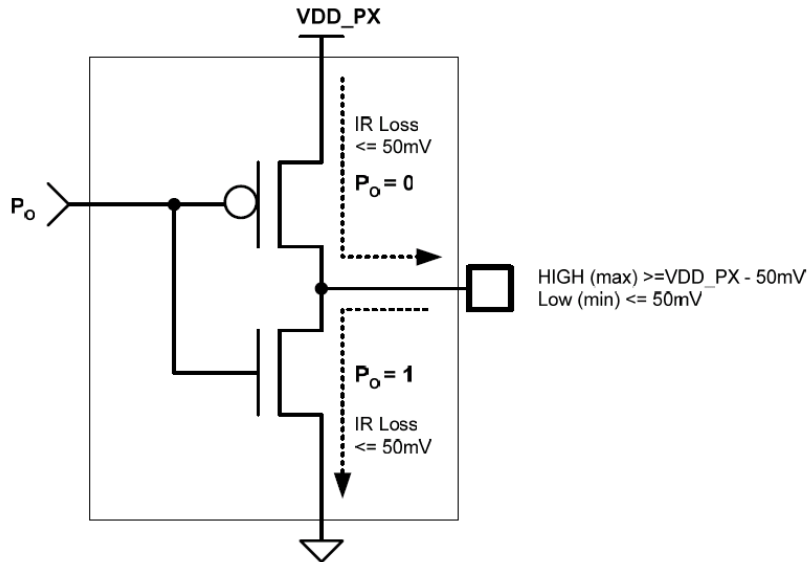 VDD_PX
IR Loss
<= 50mV
Po = 0
Po
HIGH (max) >=VDD_PX - 50mV
Low (min) <= 50mV
Po = 1
IR Loss
<= 50mV